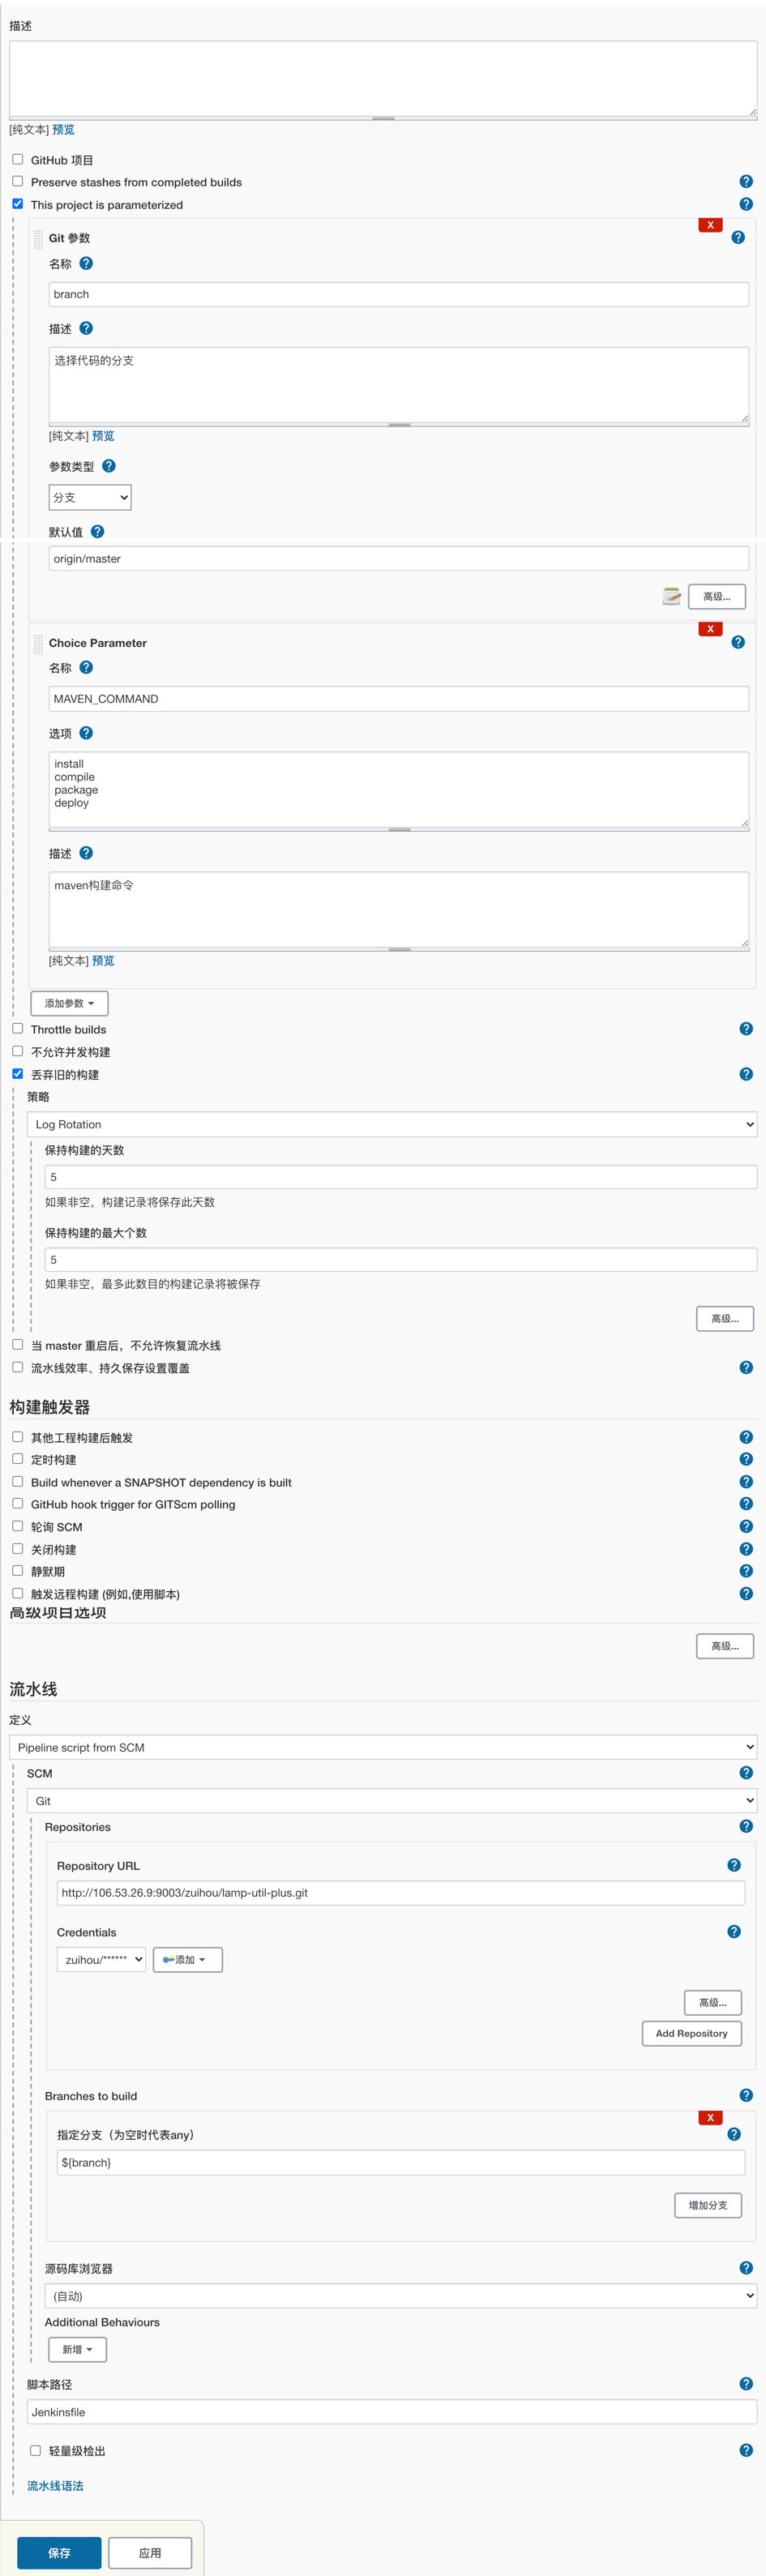 描述
[纯文本] 预览
GitHub 项目
Preserve stashes from completed builds
This project is parameterized
X
Git 参数
名称
branch
描述
选择代码的分支
[纯文本] 预览
参数类型
分支
默认值
origin/master
高级...
X
Choice Parameter
名称
MAVEN_COMMAND
选项
install
compile
package
deploy
描述
maven构建命令
[纯文本] 预览
添加参数
Throttle builds
不允许并发构建
丢弃旧的构建
策略
Log Rotation
保持构建的天数
5
如果非空，构建记录将保存此天数
保持构建的最大个数
5
如果非空，最多此数目的构建记录将被保存
高级...
当 master 重启后，不允许恢复流水线
流水线效率、持久保存设置覆盖
构建触发器
其他工程构建后触发
定时构建
Build whenever a SNAPSHOT dependency is built
GitHub hook trigger for GITScm polling
轮询 SCM
关闭构建
静默期
触发远程构建 (例如,使用脚本)
高级项目选项
高级...
流水线
定义
Pipeline script from SCM
SCM
Git
Repositories
Repository URL
http://106.53.26.9:9003/zuihou/lamp-util-plus.git
Credentials
zuihou/****** 添加
高级...
Add Repository
Branches to build
X
指定分支（为空时代表any）
${branch}
增加分支
源码库浏览器
(自动)
Additional Behaviours
新增
脚本路径
Jenkinsfile
轻量级检出
流水线语法
保存 应用